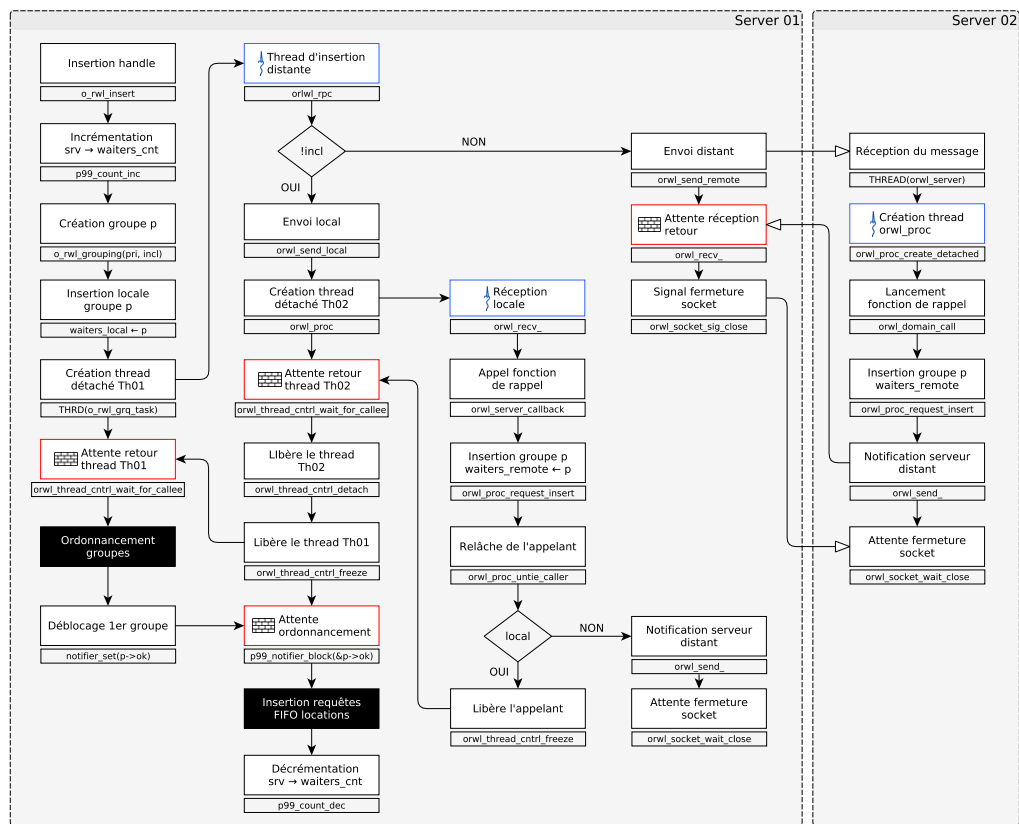 Server 01
Server 02
Insertion handle
o_rwl_insert
Incrémentation
srv → waiters_cnt
p99_count_inc
Création groupe p
o_rwl_grouping(pri, incl)
Insertion locale
groupe p
waiters_local ← p
Création thread
détaché Th01
THRD(o_rwl_grq_task)
Attente retour
thread Th01
orwl_thread_cntrl_wait_for_callee
Ordonnancement
groupes
Déblocage 1er groupe
notifier_set(p->ok)
Thread d'insertion
distante
orlwl_rpc
!incl
NON
OUI
Envoi local
orwl_send_local
Création thread
détaché Th02
orwl_proc
Attente retour
thread Th02
orwl_thread_cntrl_wait_for_callee
LIbère le thread
Th02
orwl_thread_cntrl_detach
Libère le thread Th01
orwl_thread_cntrl_freeze
Attente
ordonnancement
p99_notifier_block(&p->ok)
Insertion requêtes
FIFO locations
Décrémentation
srv → waiters_cnt
p99_count_dec
Réception
locale
orwl_recv_
Appel fonction
de rappel
orwl_server_callback
Insertion groupe p
waiters_remote ← p
orwl_proc_request_insert
Relâche de l'appelant
orwl_proc_untie_caller
local
NON
OUI
Libère l'appelant
orwl_thread_cntrl_freeze
Envoi distant
orwl_send_remote
Attente réception
retour
orwl_recv_
Signal fermeture
socket
orwl_socket_sig_close
Notification serveur
distant
orwl_send_
Attente fermeture
socket
orwl_socket_wait_close
Réception du message
THREAD(orwl_server)
Création thread
orwl_proc
orwl_proc_create_detached
Lancement
fonction de rappel
orwl_domain_call
Insertion groupe p
waiters_remote
orwl_proc_request_insert
Notification serveur
distant
orwl_send_
Attente fermeture
socket
orwl_socket_wait_close